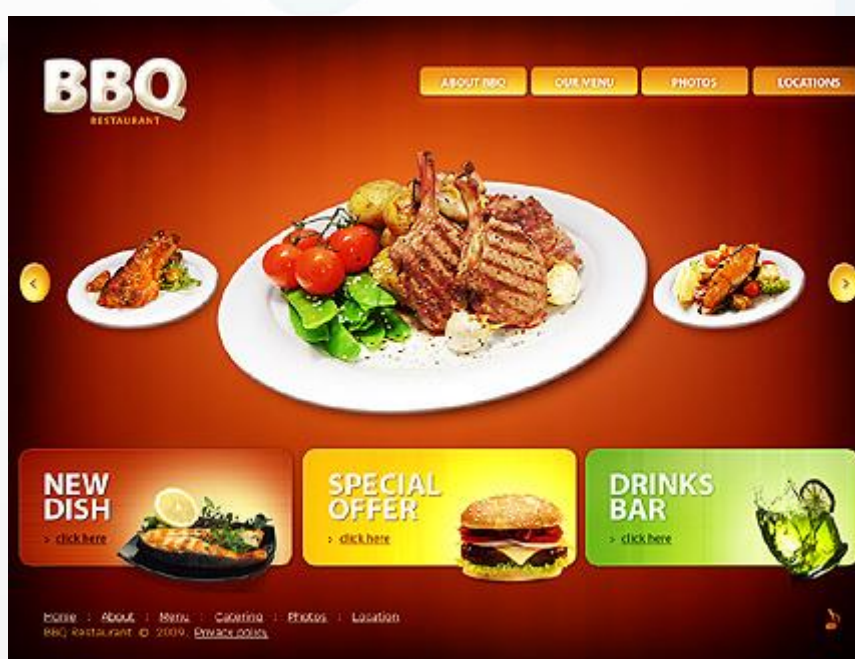 BBQ
RESTAURANT
ABOUT BBQ OUR MENU PHOTOS LOCATIONS
NEW
DISH
> click here
SPECIAL
OFFER
> click here
DRINKS
BAR
> click here
Home : About : Menu : Catering : Photos : Location
BBQ Restaurant © 2009. Privacy policy